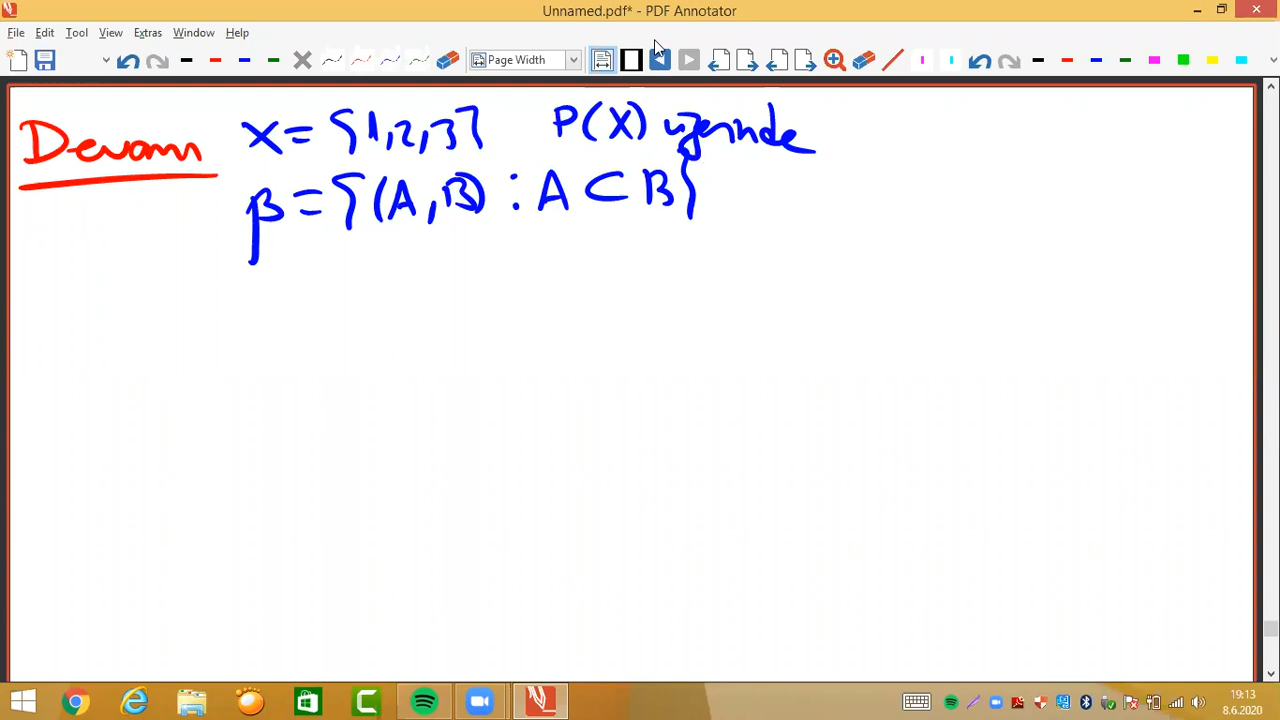 Unnamed.pdf* - PDF Annotator
File Edit Tool View Extras Window Help
Page Width
Devamı X = {1,2,3} P(X) üzerinde
β = {(A,B) : A ⊂ B}
19:13
8.6.2020